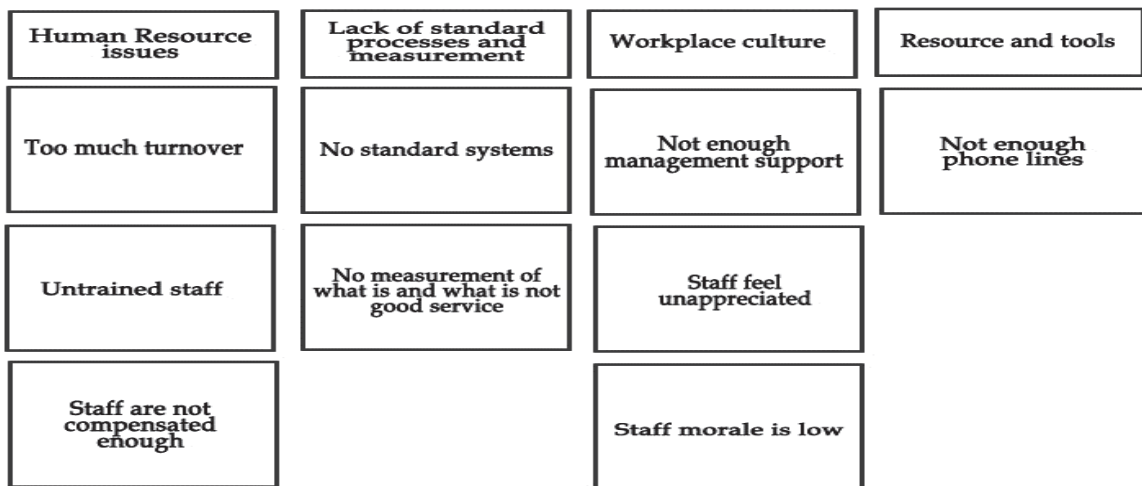 Human Resource
issues
Lack of standard
processes and
measurement
Workplace culture
Resource and tools
Too much turnover
No standard systems
Not enough
management support
Not enough
phone lines
Untrained staff
No measurement of
what is and what is not
good service
Staff feel
unappreciated
Staff are not
compensated
enough
Staff morale is low